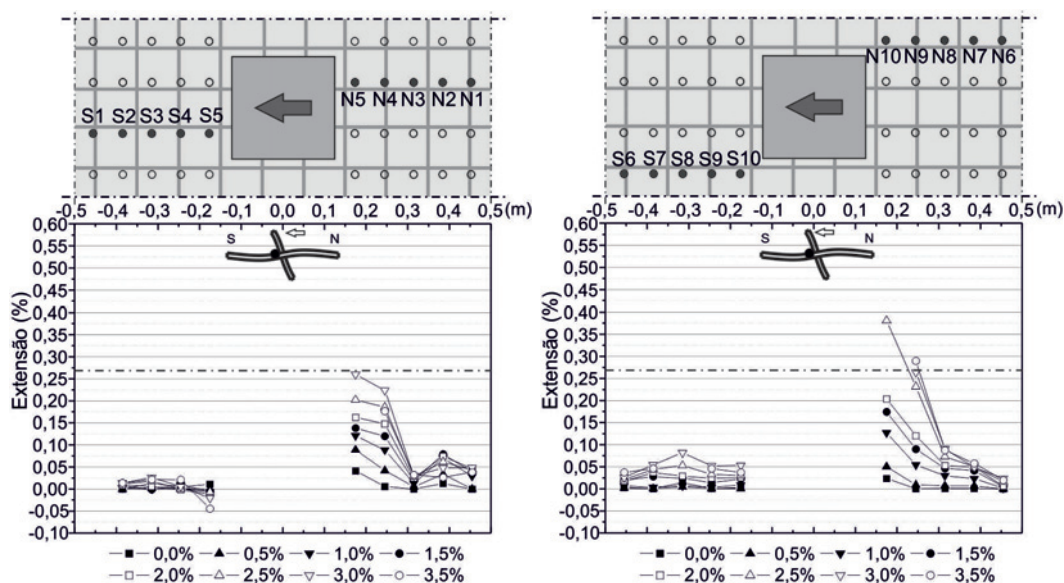 N5 N4 N3 N2 N1
S1 S2 S3 S4 S5
-0,5 -0,4 -0,3 -0,2 -0,1 0,0 0,1 0,2 0,3 0,4 0,5 (m)
0,60
0,55
0,50
0,45
0,40
0,35
0,30
0,25
0,20
0,15
0,10
0,05
0,00
-0,05
-0,10
Extensão (%)
S N
0,0% 0,5% 1,0% 1,5%
2,0% 2,5% 3,0% 3,5%
N10 N9 N8 N7 N6
S6 S7 S8 S9 S10
-0,5 -0,4 -0,3 -0,2 -0,1 0,0 0,1 0,2 0,3 0,4 0,5 (m)
0,60
0,55
0,50
0,45
0,40
0,35
0,30
0,25
0,20
0,15
0,10
0,05
0,00
-0,05
-0,10
Extensão (%)
S N
0,0% 0,5% 1,0% 1,5%
2,0% 2,5% 3,0% 3,5%